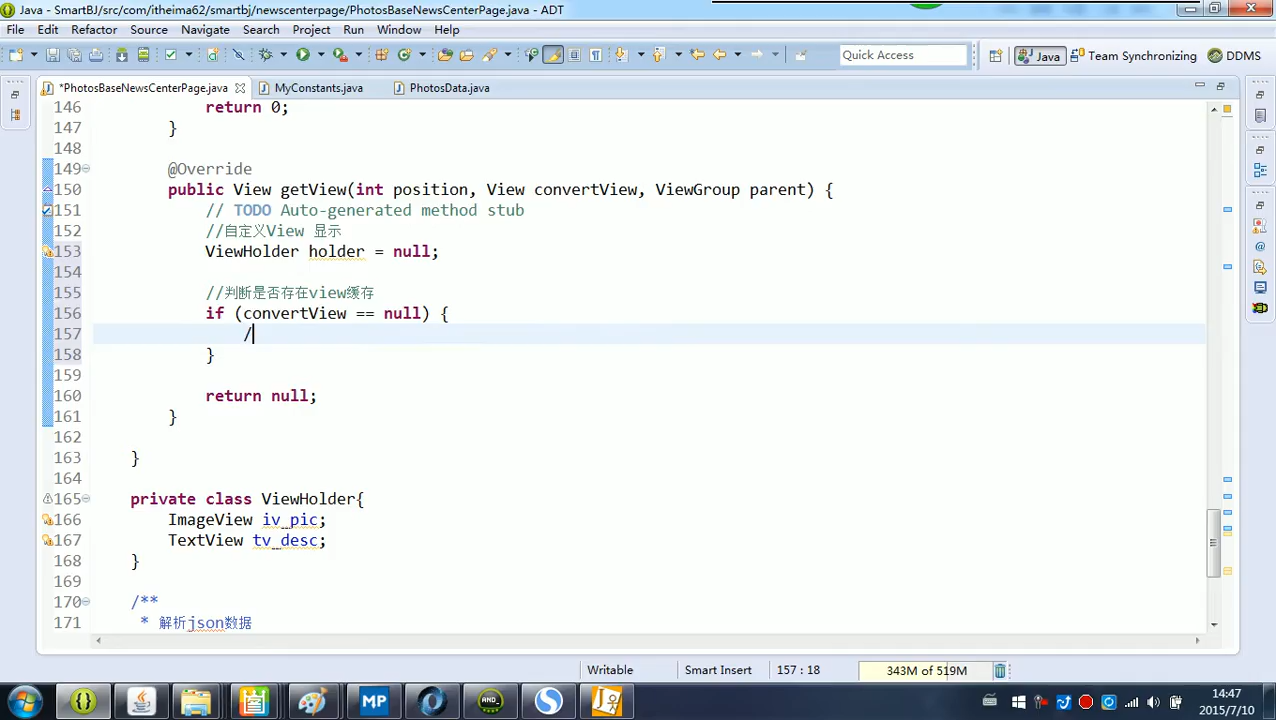 Java - SmartBJ/src/com/itheima62/smartbj/newscenterpage/PhotosBaseNewsCenterPage.java - ADT
File Edit Refactor Source Navigate Search Project Run Window Help
Quick Access Java Team Synchronizing DDMS
*PhotosBaseNewsCenterPage.java MyConstants.java PhotosData.java
146 return 0;
147 }
148
149 @Override
150 public View getView(int position, View convertView, ViewGroup parent) {
151 // TODO Auto-generated method stub
152 //自定义View 显示
153 ViewHolder holder = null;
154
155 //判断是否存在view缓存
156 if (convertView == null) {
157 /
158 }
159
160 return null;
161 }
162
163 }
164
165 private class ViewHolder{
166 ImageView iv_pic;
167 TextView tv_desc;
168 }
169
170 /**
171 * 解析json数据
Writable Smart Insert 157 : 18 343M of 519M
MP
AND_
14:47
2015/7/10